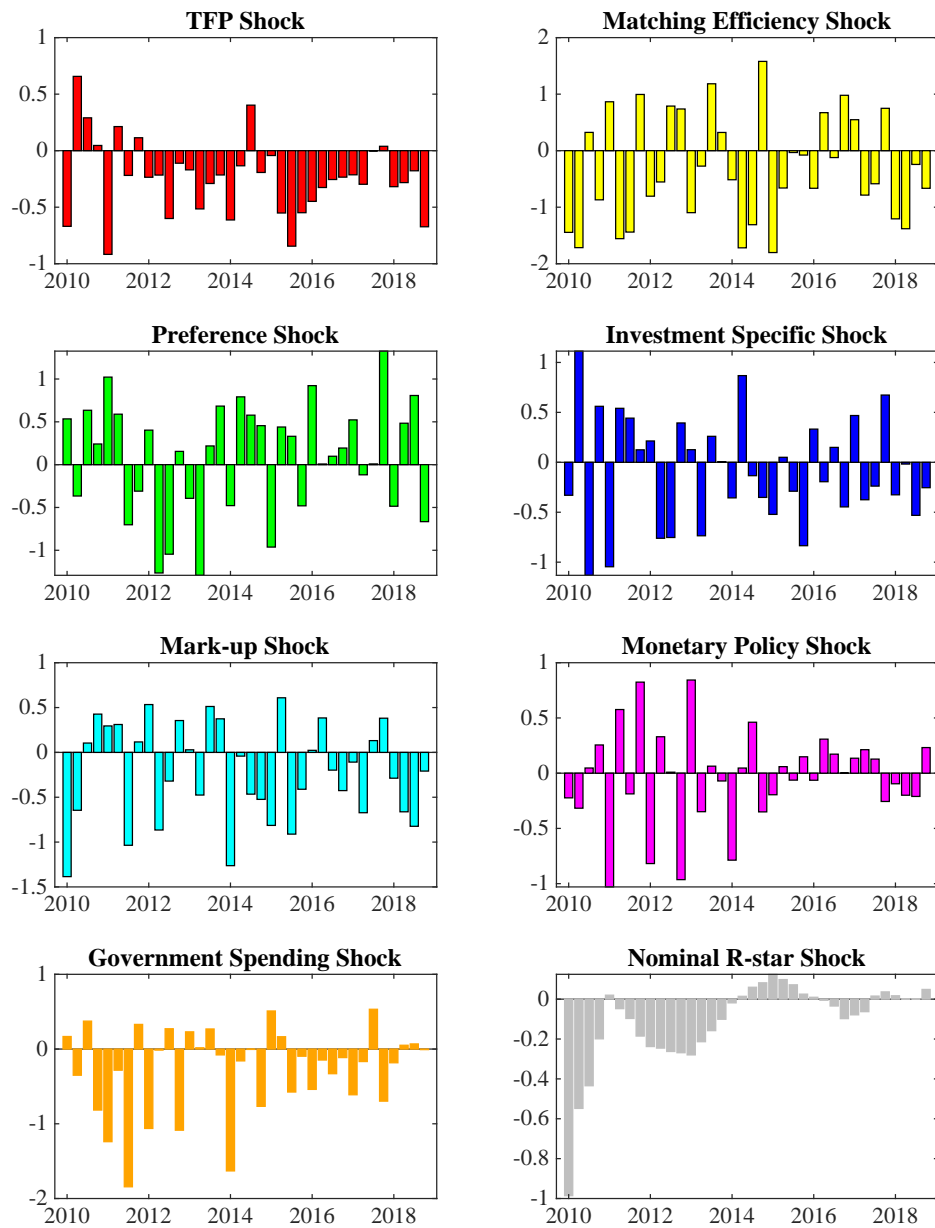 TFP Shock
1
0.5
0
-0.5
-1
2010 2012 2014 2016 2018
Matching Efficiency Shock
2
1
0
-1
-2
2010 2012 2014 2016 2018
Preference Shock
1
0.5
0
-0.5
-1
2010 2012 2014 2016 2018
Investment Specific Shock
1
0.5
0
-0.5
-1
2010 2012 2014 2016 2018
Mark-up Shock
1
0.5
0
-0.5
-1
-1.5
2010 2012 2014 2016 2018
Monetary Policy Shock
1
0.5
0
-0.5
-1
2010 2012 2014 2016 2018
Government Spending Shock
1
0
-1
-2
2010 2012 2014 2016 2018
Nominal R-star Shock
0
-0.2
-0.4
-0.6
-0.8
-1
2010 2012 2014 2016 2018